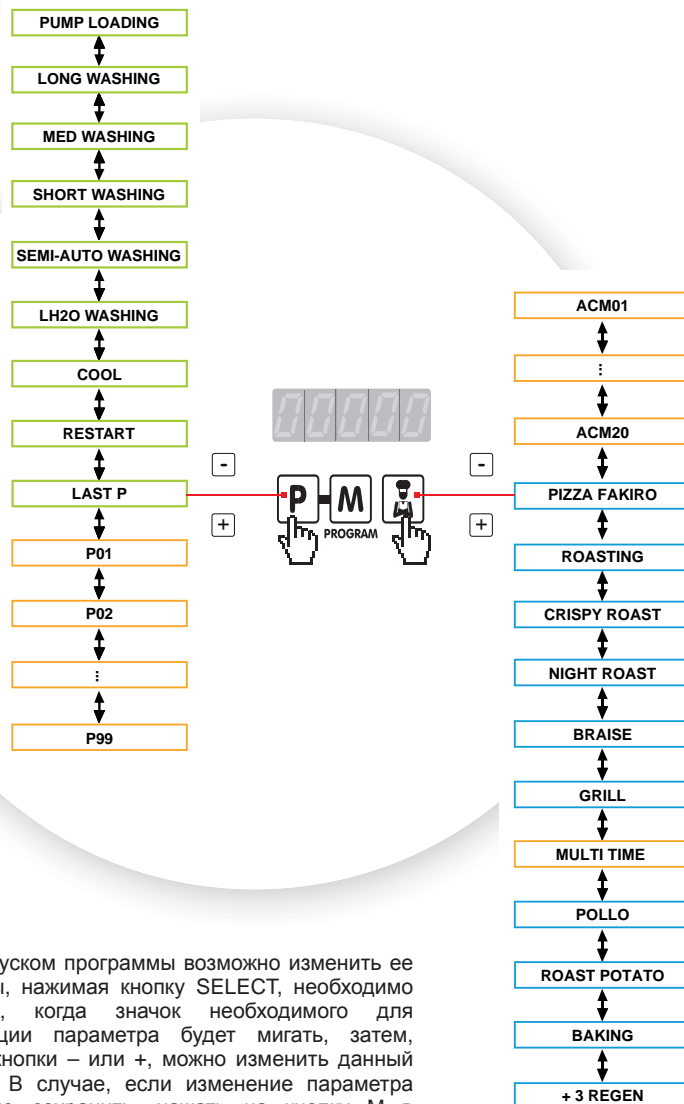 PUMP LOADING
LONG WASHING
MED WASHING
SHORT WASHING
SEMI-AUTO WASHING
LH2O WASHING
COOL
RESTART
LAST P
P01
P02
...
P99
-
+
00000
P-M
PROGRAM
-
+
ACM01
...
ACM20
PIZZA FAKIRO
ROASTING
CRISPY ROAST
NIGHT ROAST
BRAISE
GRILL
MULTI TIME
POLLO
ROAST POTATO
BAKING
+ 3 REGEN
уском программы возможно изменить ее
ы, нажимая кнопку SELECT, необходимо
, когда значок необходимого для
ции параметра будет мигать, затем,
кнопки – или +, можно изменить данный
В случае, если изменение параметра